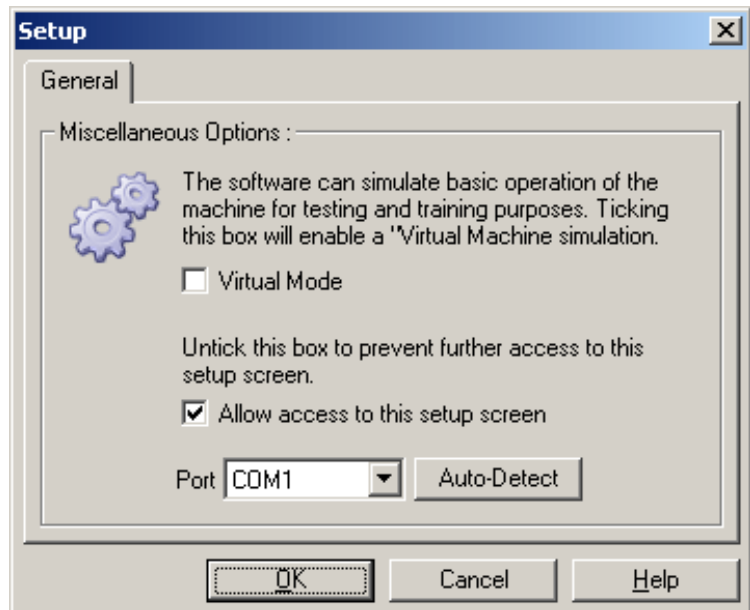 Setup
General
Miscellaneous Options :
The software can simulate basic operation of the
machine for testing and training purposes. Ticking
this box will enable a "Virtual Machine simulation.
Virtual Mode
Untick this box to prevent further access to this
setup screen.
Allow access to this setup screen
Port COM1 Auto-Detect
OK Cancel Help